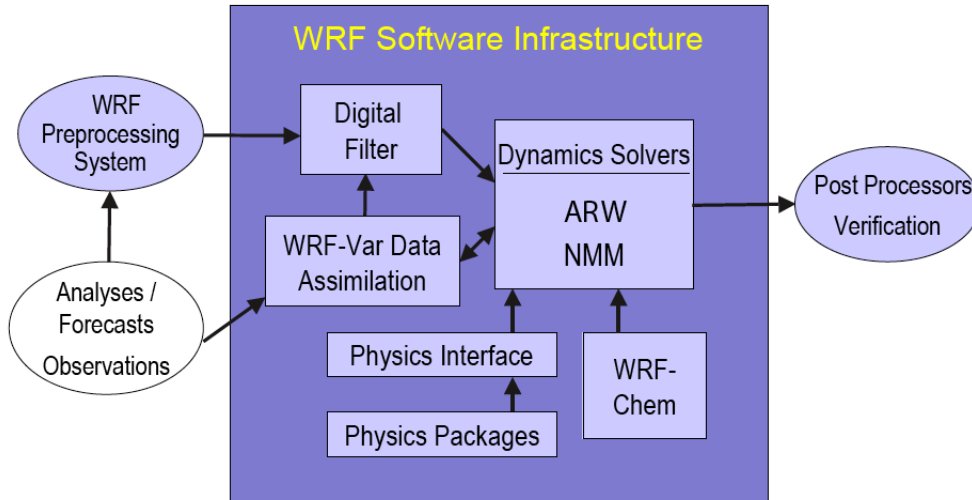 WRF Software Infrastructure
WRF
Preprocessing
System
Digital
Filter
Dynamics Solvers
ARW
NMM
Post Processors
Verification
WRF-Var Data
Assimilation
Analyses /
Forecasts
Observations
Physics Interface
WRF-
Chem
Physics Packages